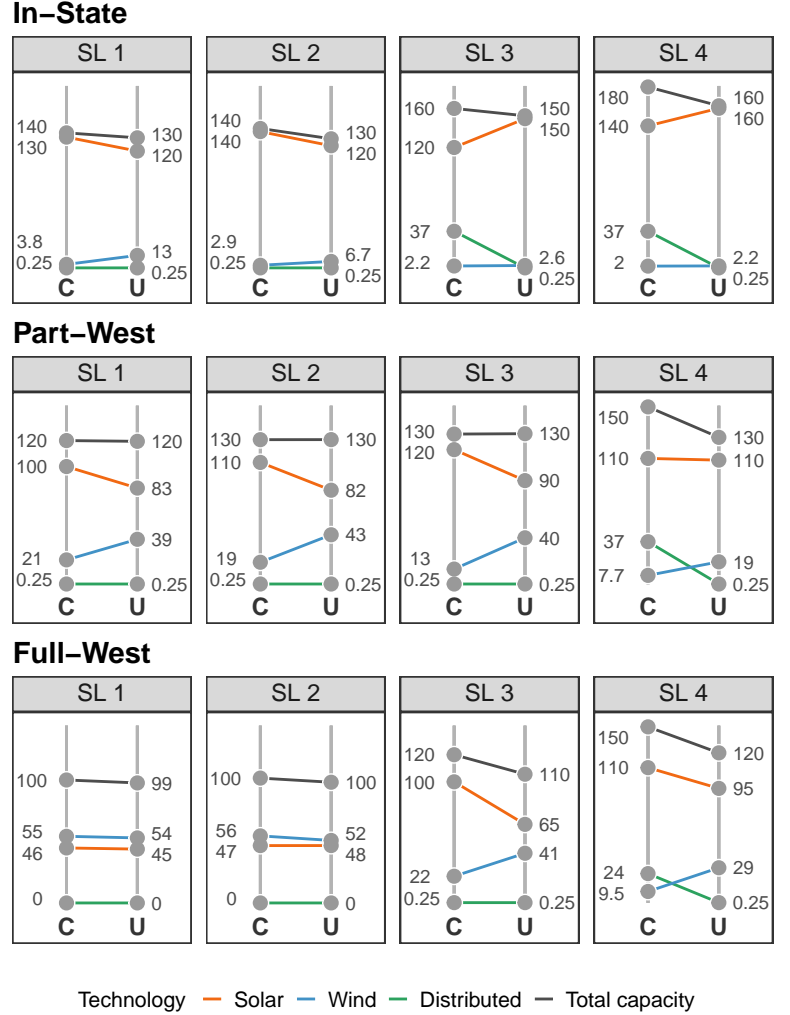 In−State
SL 1 SL 2 SL 3 SL 4
140 130 3.8 0.25 130 120 13 0.25 C U
140 140 2.9 0.25 130 120 6.7 0.25 C U
160 120 37 2.2 150 150 2.6 0.25 C U
180 140 37 2 160 160 2.2 0.25 C U
Part−West
SL 1 SL 2 SL 3 SL 4
120 100 21 0.25 120 83 39 0.25 C U
130 110 19 0.25 130 82 43 0.25 C U
130 120 13 0.25 130 90 40 0.25 C U
150 110 37 7.7 130 110 19 0.25 C U
Full−West
SL 1 SL 2 SL 3 SL 4
100 55 46 0 99 54 45 0 C U
100 56 47 0 100 52 48 0 C U
120 100 22 0.25 110 65 41 0.25 C U
150 110 24 9.5 120 95 29 0.25 C U
Technology Solar Wind Distributed Total capacity